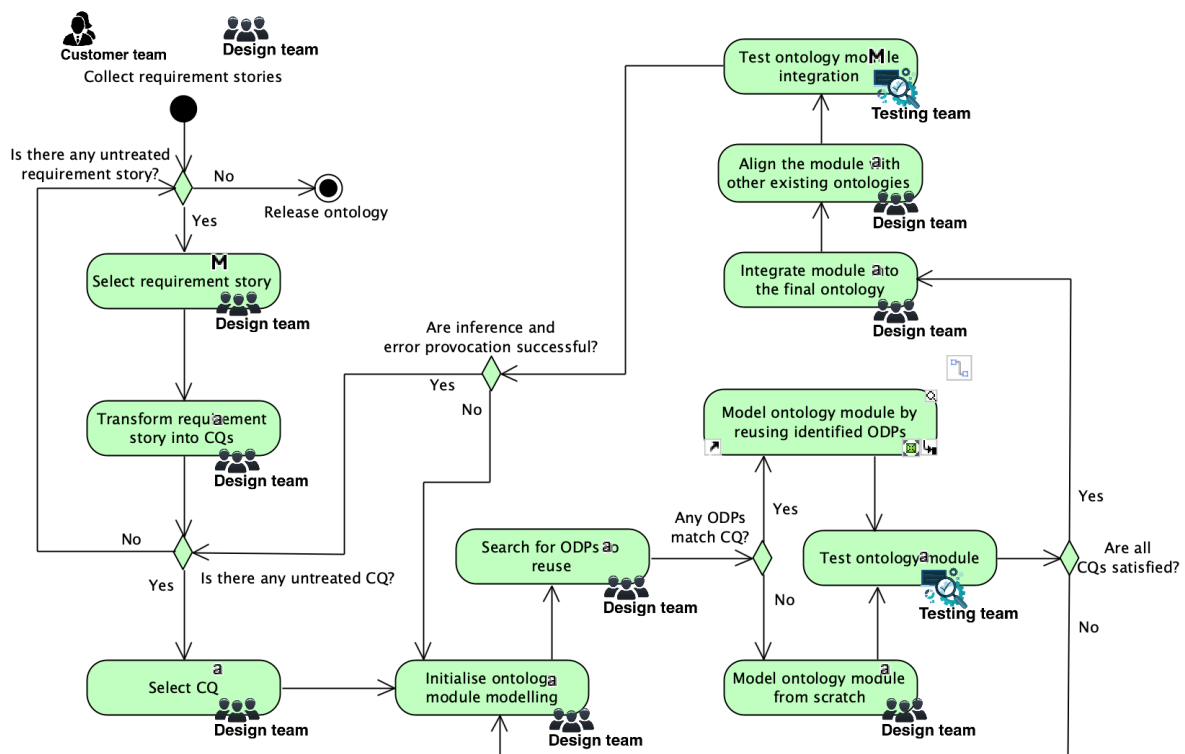 Customer team
Design team
Collect requirement stories
Is there any untreated
requirement story?
No
Release ontology
Yes
M
Select requirement story
Design team
Transform requirement
a
story into CQs
Design team
No
Is there any untreated CQ?
Yes
a
Select CQ
Design team
Are inference and
error provocation successful?
Yes
No
Initialise ontology
a
module modelling
Design team
Search for ODPs to
a
reuse
Design team
Any ODPs
match CQ?
Yes
No
Model ontology module by
reusing identified ODPs
Test ontology module
a
Testing team
Model ontology module
a
from scratch
Design team
Are all
CQs satisfied?
Yes
No
Integrate module into
a
the final ontology
Design team
Align the module with
a
other existing ontologies
Design team
Test ontology module
M
integration
Testing team